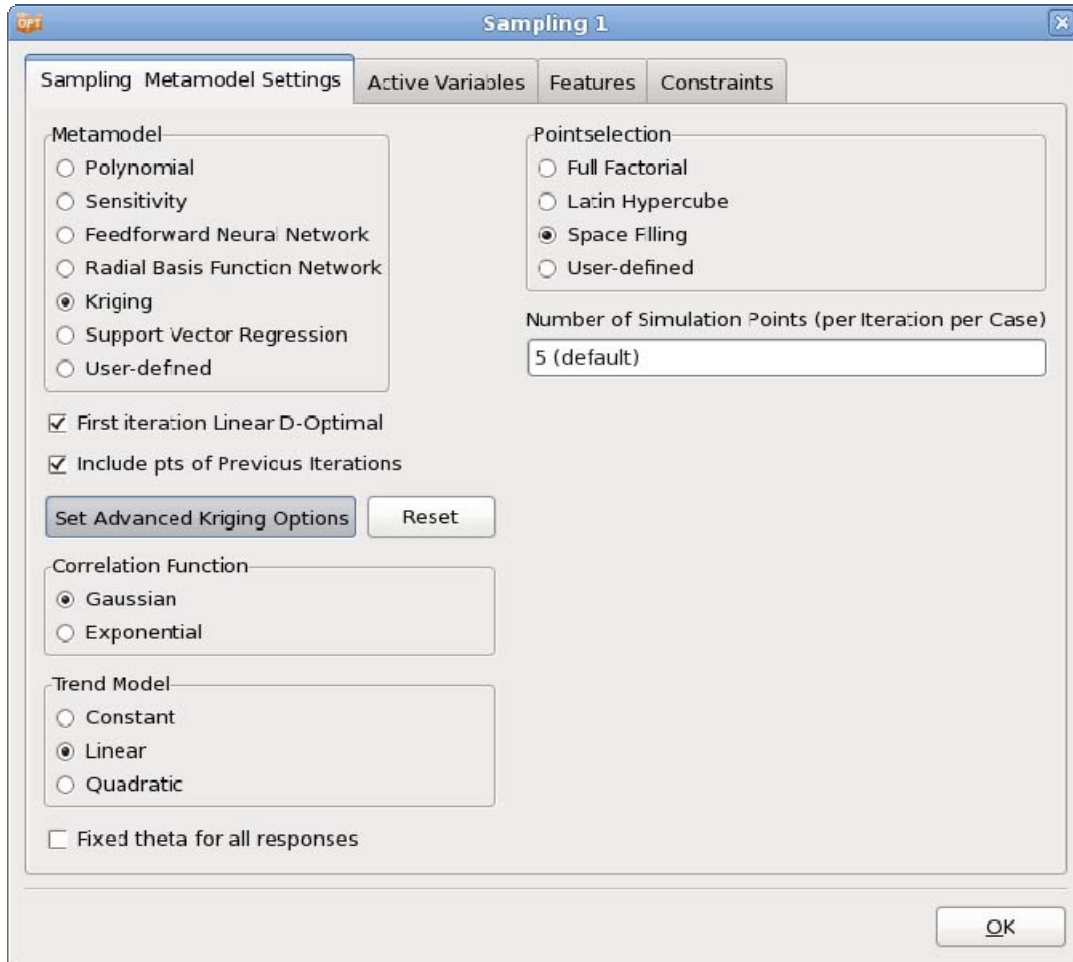 OPT
Sampling 1
Sampling Metamodel Settings
Active Variables
Features
Constraints
Metamodel
Polynomial
Sensitivity
Feedforward Neural Network
Radial Basis Function Network
Kriging
Support Vector Regression
User-defined
First iteration Linear D-Optimal
Include pts of Previous Iterations
Set Advanced Kriging Options
Reset
Correlation Function
Gaussian
Exponential
Trend Model
Constant
Linear
Quadratic
Fixed theta for all responses
Pointselection
Full Factorial
Latin Hypercube
Space Filling
User-defined
Number of Simulation Points (per Iteration per Case)
5 (default)
OK